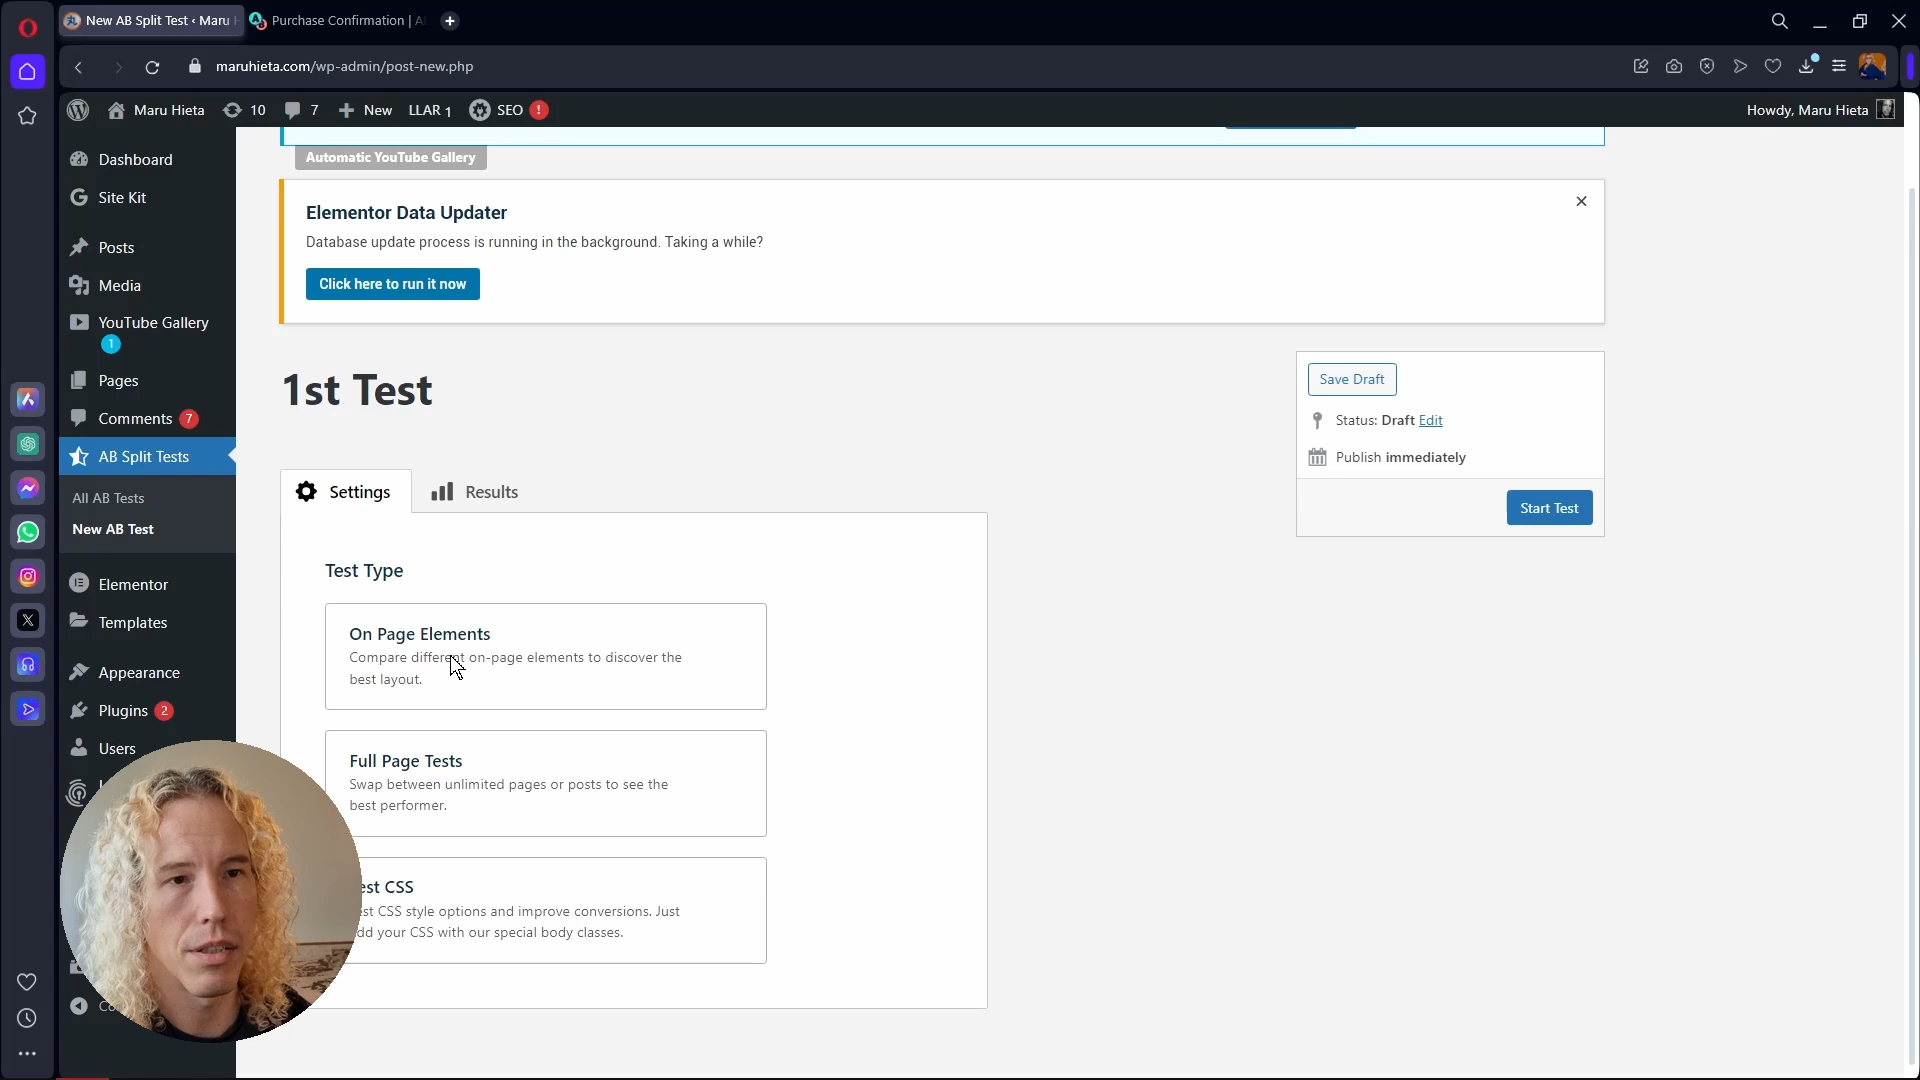 New AB Split Test ‹ Maru H
Purchase Confirmation | A
maruhieta.com/wp-admin/post-new.php
Maru Hieta
10
7
New
LLAR 1
SEO
!
Howdy, Maru Hieta
Dashboard
Site Kit
Posts
Media
YouTube Gallery
1
Pages
Comments 7
AB Split Tests
All AB Tests
New AB Test
Elementor
Templates
Appearance
Plugins 2
Users
Automatic YouTube Gallery
Elementor Data Updater
Database update process is running in the background. Taking a while?
Click here to run it now
1st Test
Settings
Results
Test Type
On Page Elements
Compare different on-page elements to discover the
best layout.
Full Page Tests
Swap between unlimited pages or posts to see the
best performer.
est CSS
st CSS style options and improve conversions. Just
dd your CSS with our special body classes.
Save Draft
Status: Draft Edit
Publish immediately
Start Test